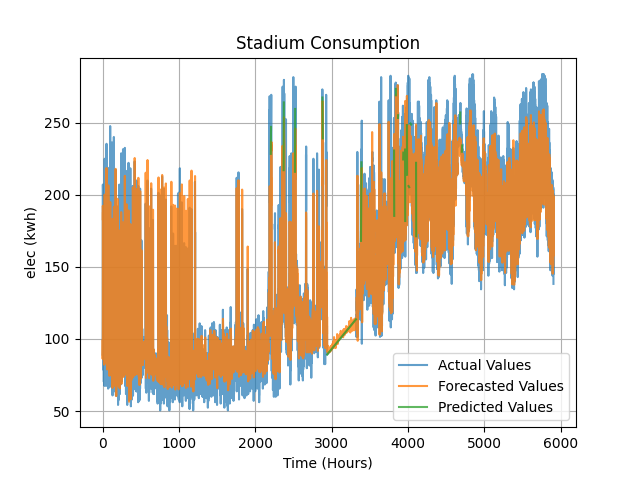 Stadium Consumption
elec (kwh)
250
200
150
100
50
0 1000 2000 3000 4000 5000 6000
Time (Hours)
Actual Values
Forecasted Values
Predicted Values